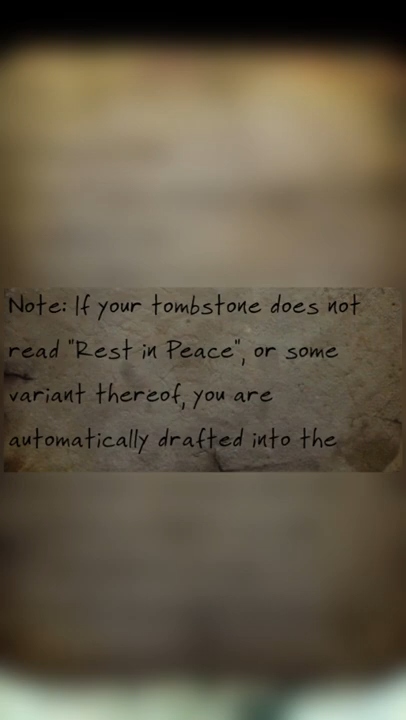 Note: If your tombstone does not
read "Rest in Peace", or some
variant thereof, you are
automatically drafted into the